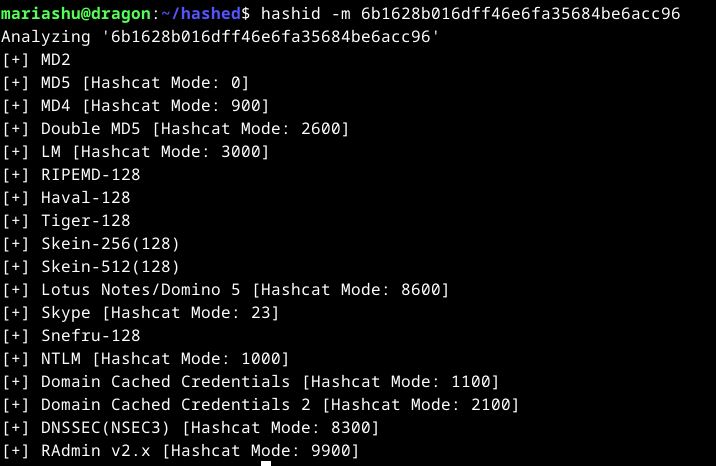 mariashu@dragon:~/hashed$ hashid -m 6b1628b016dff46e6fa35684be6acc96
Analyzing '6b1628b016dff46e6fa35684be6acc96'
[+] MD2
[+] MD5 [Hashcat Mode: 0]
[+] MD4 [Hashcat Mode: 900]
[+] Double MD5 [Hashcat Mode: 2600]
[+] LM [Hashcat Mode: 3000]
[+] RIPEMD-128
[+] Haval-128
[+] Tiger-128
[+] Skein-256(128)
[+] Skein-512(128)
[+] Lotus Notes/Domino 5 [Hashcat Mode: 8600]
[+] Skype [Hashcat Mode: 23]
[+] Snefru-128
[+] NTLM [Hashcat Mode: 1000]
[+] Domain Cached Credentials [Hashcat Mode: 1100]
[+] Domain Cached Credentials 2 [Hashcat Mode: 2100]
[+] DNSSEC(NSEC3) [Hashcat Mode: 8300]
[+] RAdmin v2.x [Hashcat Mode: 9900]